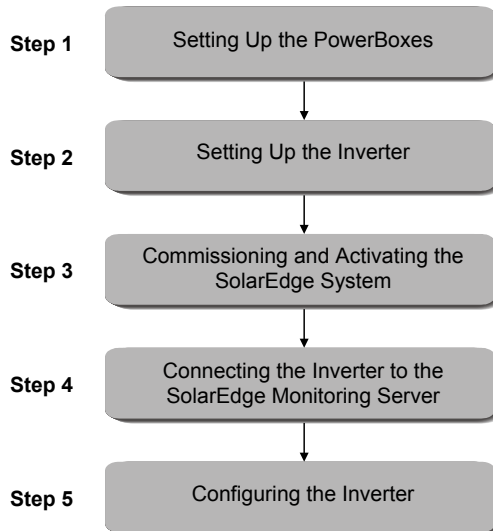 Step 1
Setting Up the PowerBoxes
Step 2
Setting Up the Inverter
Step 3
Commissioning and Activating the
SolarEdge System
Step 4
Connecting the Inverter to the
SolarEdge Monitoring Server
Step 5
Configuring the Inverter